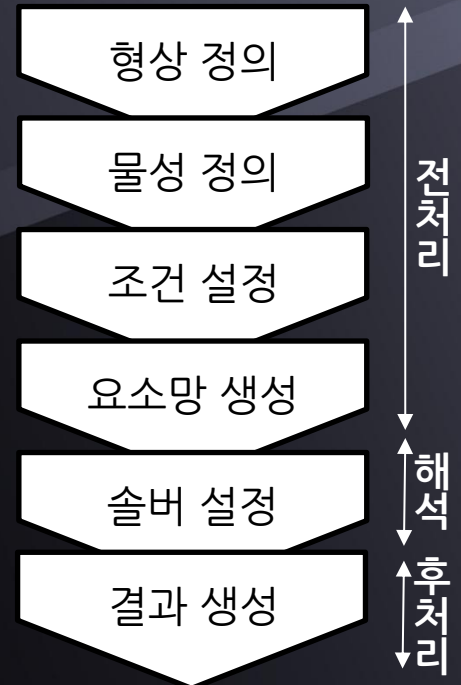 형상 정의
물성 정의
조건 설정
요소망 생성
솔버 설정
결과 생성
전처리
해석
후처리